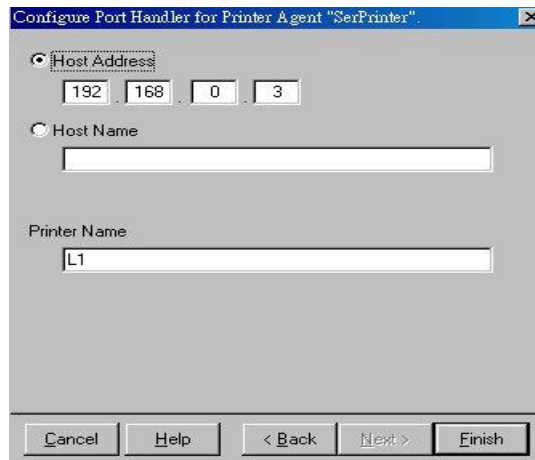 Configure Port Handler for Printer Agent "SerPrinter".
Host Address
192 . 168 . 0 . 3
Host Name
Printer Name
L1
Cancel Help < Back Next > Finish